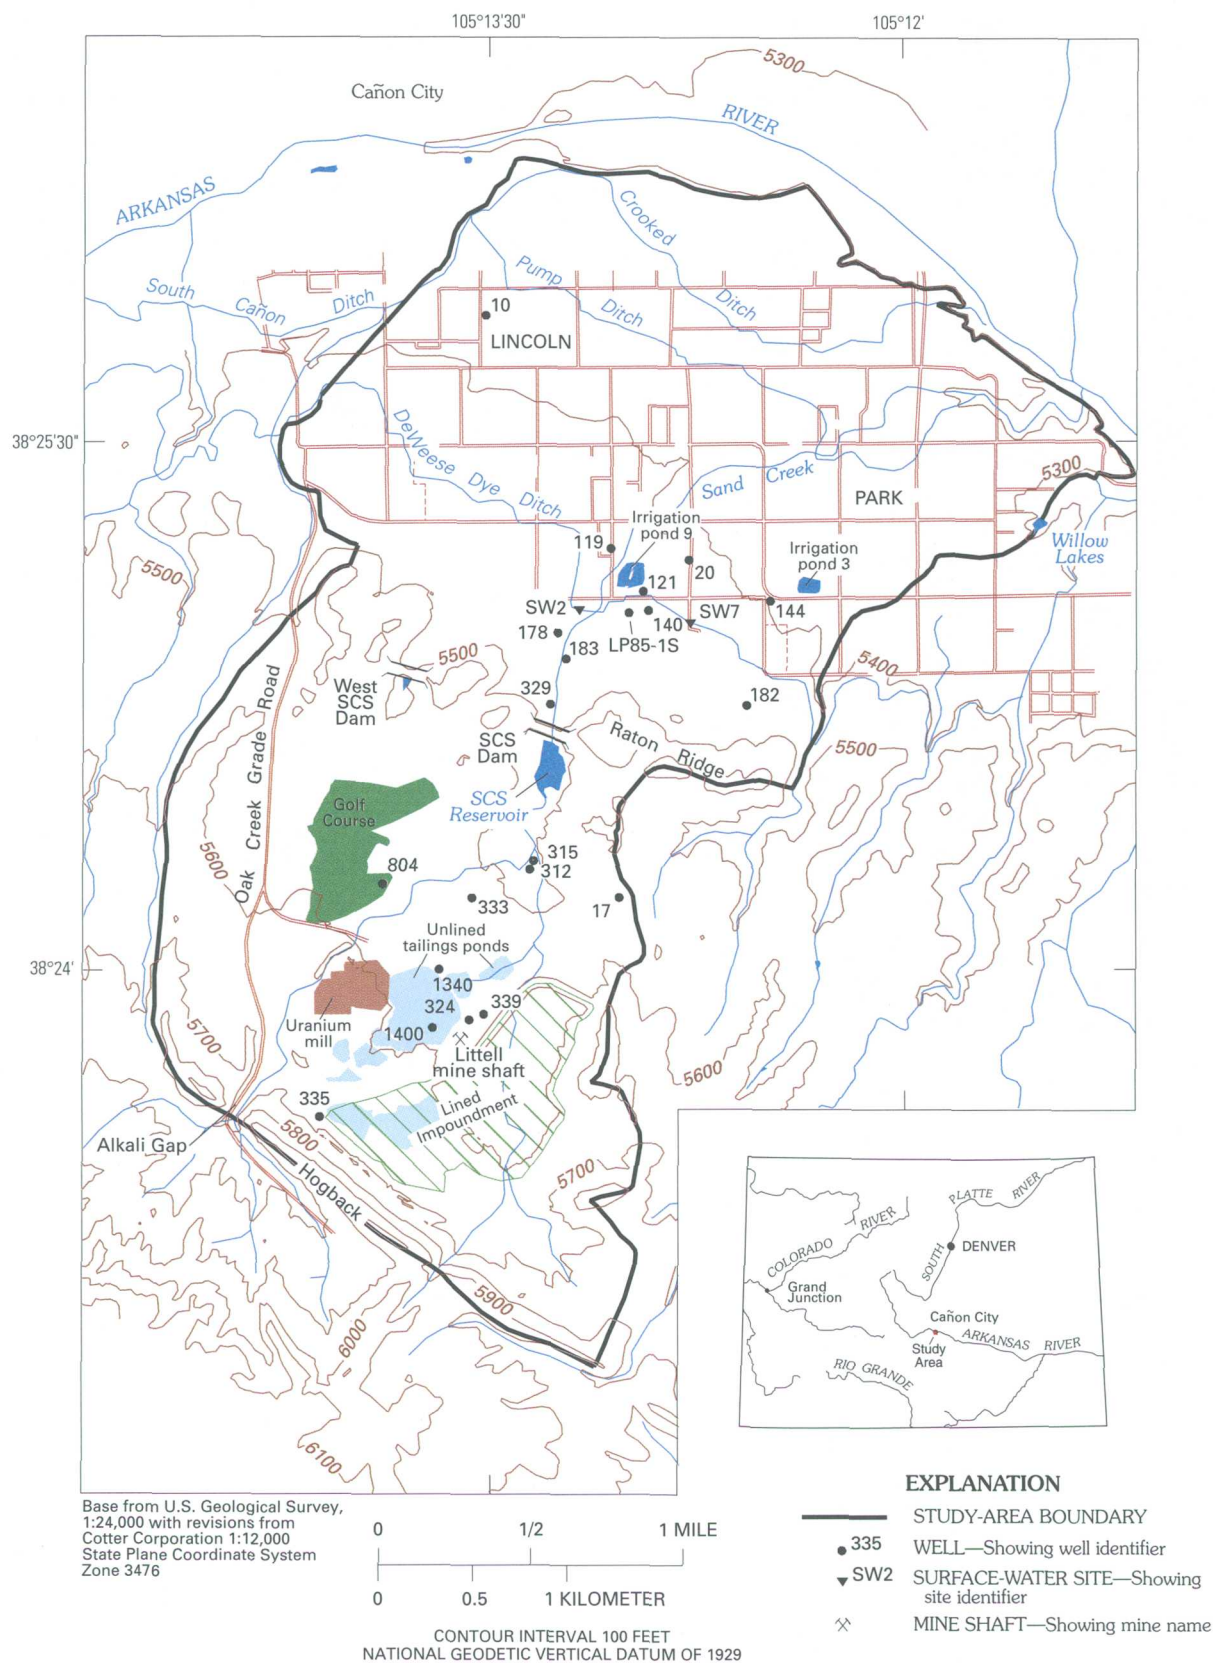 105°13'30"
105°12'
5300
Cañon City
RIVER
ARKANSAS
Crooked
Pump
South
Cañon
Ditch
Ditch
Ditch
10
LINCOLN
38°25'30"
DeWeese Dye Ditch
Sand Creek
5300
PARK
Irrigation
pond 9
119
Irrigation
pond 3
Willow
Lakes
5500
20
121
SW2
SW7
144
140
178
LP85-1S
183
5500
5400
West
SCS
Dam
329
182
Oak Creek Grade Road
SCS
Dam
Raton Ridge
5500
Golf
Course
SCS
Reservoir
5600
315
804
312
333
17
Unlined
tailings ponds
38°24'
1340
324
339
Uranium
mill
1400
5700
Littell
mine shaft
5600
335
Lined
Impoundment
5800
Alkali Gap
Hogback
5700
5900
6000
6100
PLATTE RIVER
RIVER
COLORADO
SOUTH
DENVER
Grand
Junction
Cañon City
ARKANSAS RIVER
Study
Area
RIO GRANDE
EXPLANATION
STUDY-AREA BOUNDARY
335 WELL—Showing well identifier
SW2 SURFACE-WATER SITE—Showing
site identifier
MINE SHAFT—Showing mine name
Base from U.S. Geological Survey,
1:24,000 with revisions from
Cotter Corporation 1:12,000
State Plane Coordinate System
Zone 3476
0 1/2 1 MILE
0 0.5 1 KILOMETER
CONTOUR INTERVAL 100 FEET
NATIONAL GEODETIC VERTICAL DATUM OF 1929